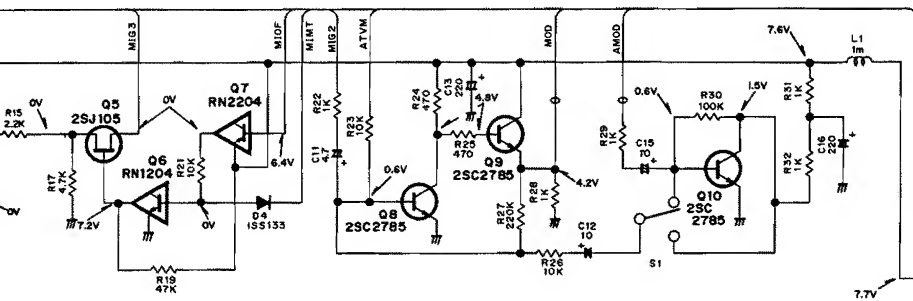 MIG3
MIOF
MIMT
MIG2
ATVM
MOD
AMOD
7.6V
L1
1m
R15
2.2K
0V
Q5
2SJ105
0V
Q7
RN2204
R22
1K
R23
10K
R24
470
C13
220
4.8V
R25
470
Q9
2SC2785
0.6V
R30
100K
1.5V
R31
1K
R29
1K
C15
10
R17
4.7K
Q6
RN1204
R21
10K
6.4V
C11
0.6V
Q8
2SC2785
R27
220K
R28
1K
4.2V
Q10
2SC
2785
R32
1K
C16
220
0V
7.2V
0V
D4
1SS133
R19
47K
R26
10K
C12
10
S1
7.7V